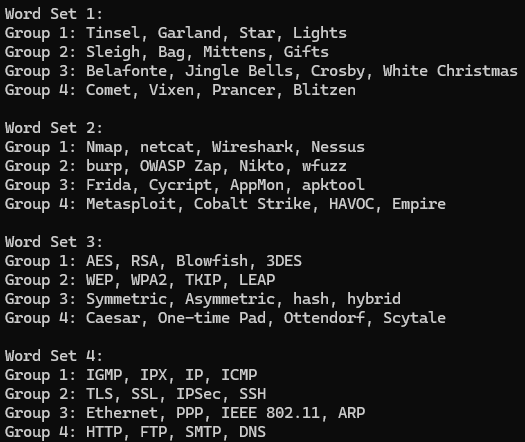 Word Set 1:
Group 1: Tinsel, Garland, Star, Lights
Group 2: Sleigh, Bag, Mittens, Gifts
Group 3: Belafonte, Jingle Bells, Crosby, White Christmas
Group 4: Comet, Vixen, Prancer, Blitzen

Word Set 2:
Group 1: Nmap, netcat, Wireshark, Nessus
Group 2: burp, OWASP Zap, Nikto, wfuzz
Group 3: Frida, Cycript, AppMon, apktool
Group 4: Metasploit, Cobalt Strike, HAVOC, Empire

Word Set 3:
Group 1: AES, RSA, Blowfish, 3DES
Group 2: WEP, WPA2, TKIP, LEAP
Group 3: Symmetric, Asymmetric, hash, hybrid
Group 4: Caesar, One-time Pad, Ottendorf, Scytale

Word Set 4:
Group 1: IGMP, IPX, IP, ICMP
Group 2: TLS, SSL, IPSec, SSH
Group 3: Ethernet, PPP, IEEE 802.11, ARP
Group 4: HTTP, FTP, SMTP, DNS